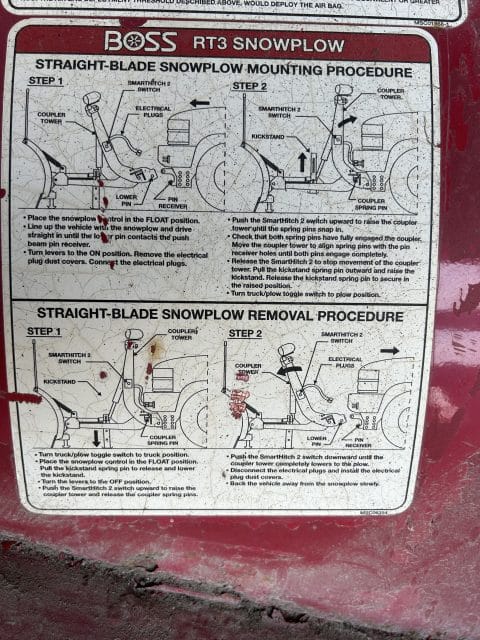 DEPLOYMENT THRESHOLD DESCRIBED ABOVE, WOULD DEPLOY THE AIR BAG.
BOSS RT3 SNOWPLOW
STRAIGHT-BLADE SNOWPLOW MOUNTING PROCEDURE
STEP 1
SMARTHITCH 2
SWITCH
ELECTRICAL
PLUGS
COUPLER
TOWER
LOWER
PIN
PIN
RECEIVER
STEP 2
COUPLER
TOWER
SMARTHITCH 2
SWITCH
KICKSTAND
COUPLER
SPRING PIN
• Place the snowplow control in the FLOAT position.
• Line up the vehicle with the snowplow and drive
straight in until the lower pin contacts the push
beam pin receiver.
• Turn levers to the ON position. Remove the electrical
plug dust covers. Connect the electrical plugs.
• Push the SmartHitch 2 switch upward to raise the coupler
tower until the spring pins snap in.
• Check that both spring pins have fully engaged the coupler.
Move the coupler tower to align spring pins with the pin
receiver holes until both pins engage completely.
• Release the SmartHitch 2 to stop movement of the coupler
tower. Pull the kickstand spring pin outward and raise the
kickstand. Release the kickstand spring pin to secure in
the raised position.
• Turn truck/plow toggle switch to plow position.
STRAIGHT-BLADE SNOWPLOW REMOVAL PROCEDURE
STEP 1
COUPLER
TOWER
SMARTHITCH 2
SWITCH
KICKSTAND
COUPLER
SPRING PIN
STEP 2
SMARTHITCH 2
SWITCH
COUPLER
TOWER
ELECTRICAL
PLUGS
LOWER
PIN
PIN
RECEIVER
• Turn truck/plow toggle switch to truck position.
• Place the snowplow control in the FLOAT position.
Pull the kickstand spring pin to release and lower
the kickstand.
• Turn the levers to the OFF position.
• Push the SmartHitch 2 switch upward to raise the
coupler tower and release the coupler spring pins.
• Push the SmartHitch 2 switch downward until the
coupler tower completely lowers to the plow.
• Disconnect the electrical plugs and install the electrical
plug dust covers.
• Back the vehicle away from the snowplow slowly.